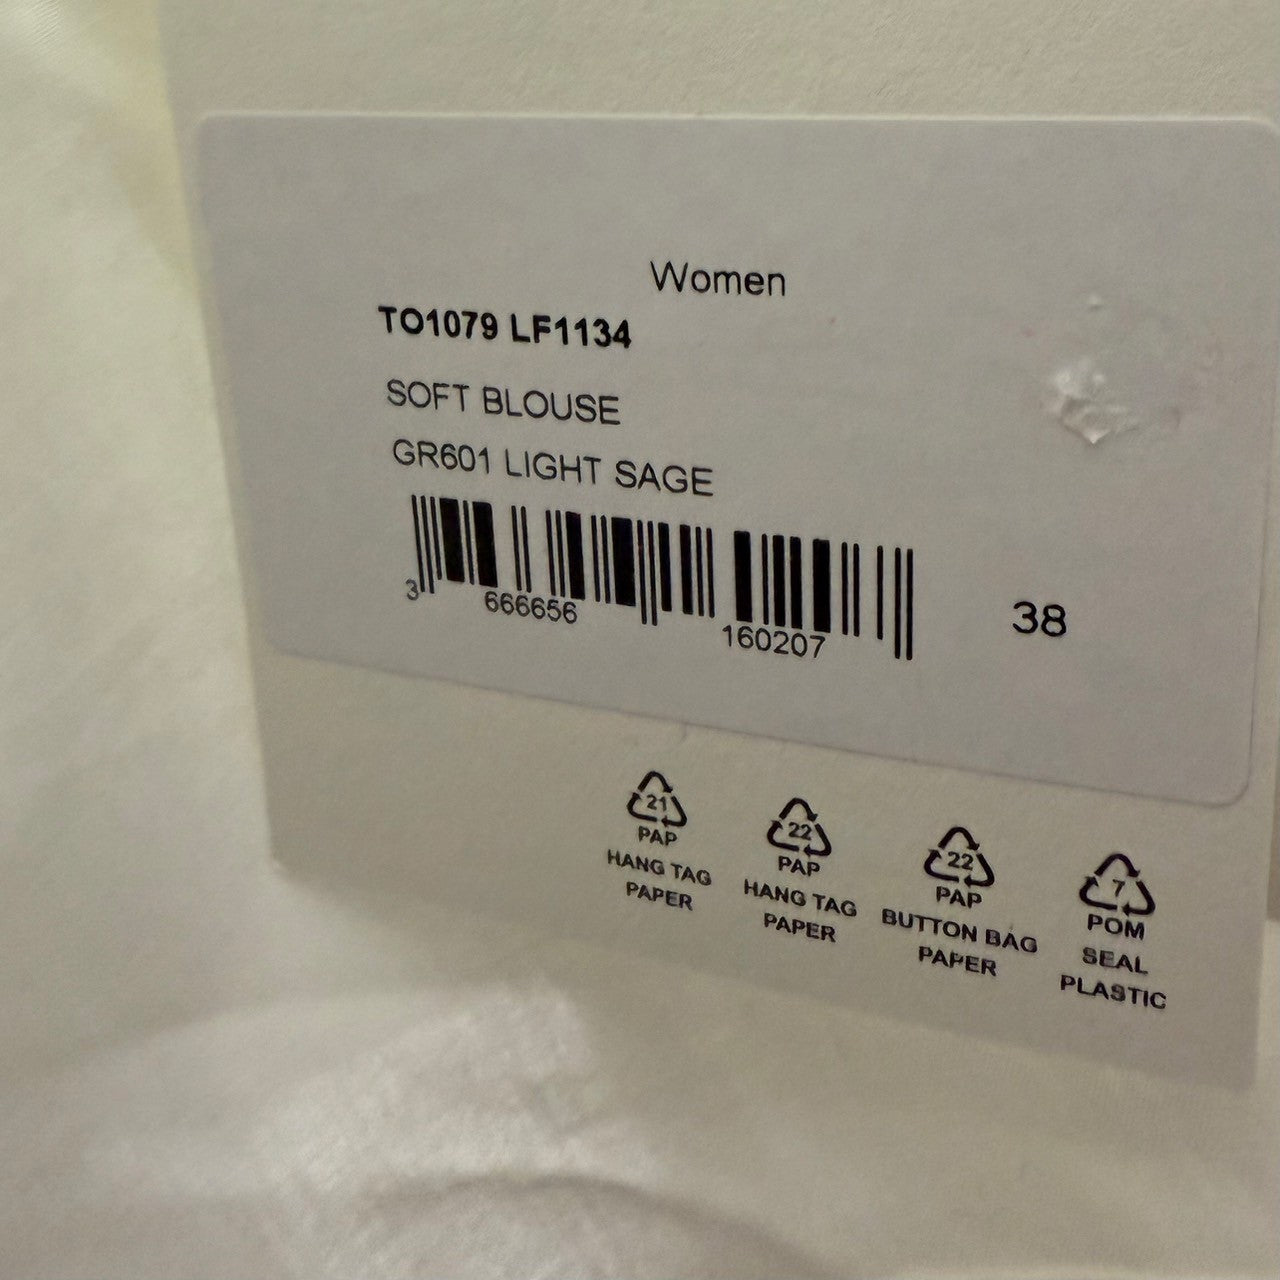 Women
TO1079 LF1134
SOFT BLOUSE
GR601 LIGHT SAGE
3 666656 160207
38
21
PAP
HANG TAG
PAPER
22
PAP
HANG TAG
PAPER
22
PAP
BUTTON BAG
PAPER
7
POM
SEAL
PLASTIC